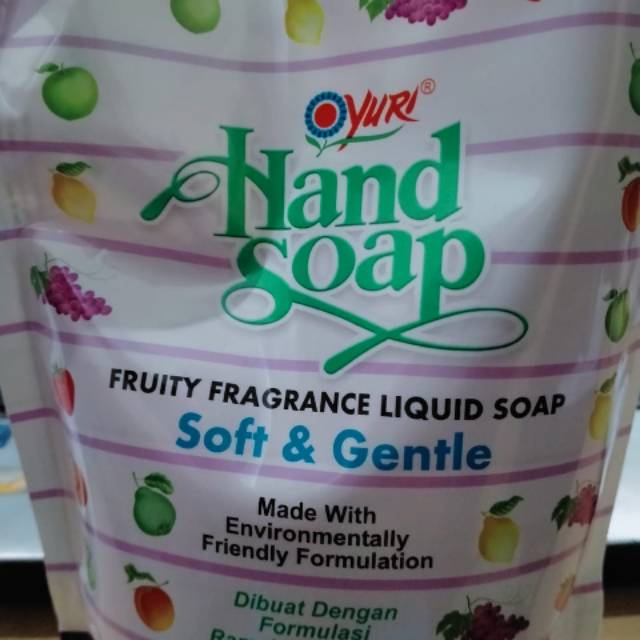 YURI®
Hand
Soap
FRUITY FRAGRANCE LIQUID SOAP
Soft & Gentle
Made With
Environmentally
Friendly Formulation
Dibuat Dengan
Formulasi